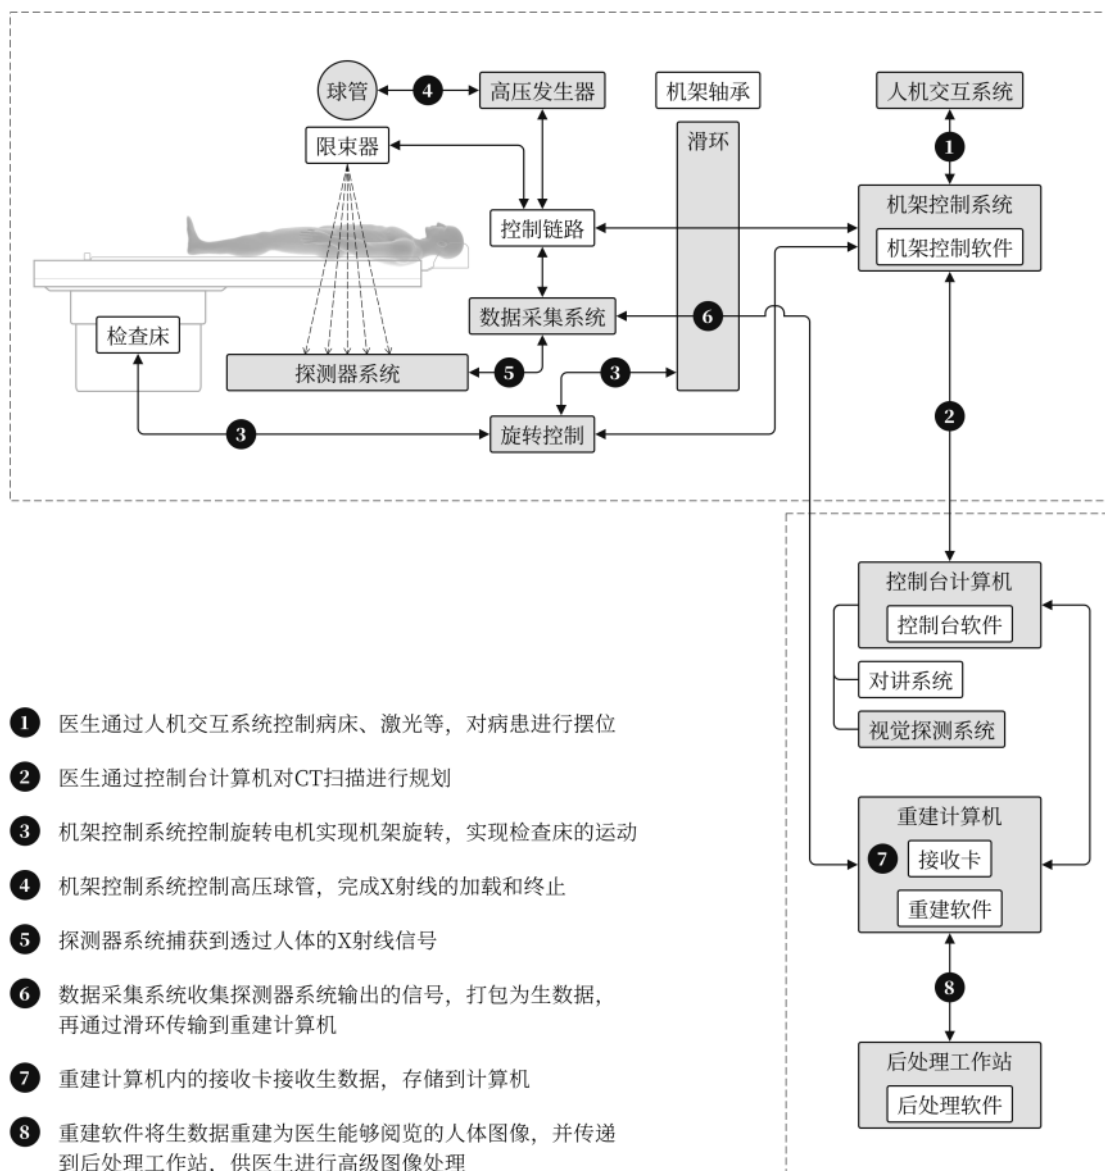 球管
4
高压发生器
机架轴承
人机交互系统
限束器
滑环
1
机架控制系统
控制链路
机架控制软件
数据采集系统
6
检查床
探测器系统
5
3
2
3
旋转控制
控制台计算机
控制台软件
对讲系统
视觉探测系统
重建计算机
7
接收卡
重建软件
8
后处理工作站
后处理软件
1 医生通过人机交互系统控制病床、激光等，对病患进行摆位
2 医生通过控制台计算机对CT扫描进行规划
3 机架控制系统控制旋转电机实现机架旋转，实现检查床的运动
4 机架控制系统控制高压球管，完成X射线的加载和终止
5 探测器系统捕获到透过人体的X射线信号
6 数据采集系统收集探测器系统输出的信号，打包为生数据，
再通过滑环传输到重建计算机
7 重建计算机内的接收卡接收生数据，存储到计算机
8 重建软件将生数据重建为医生能够阅览的人体图像，并传递
到后处理工作站，供医生进行高级图像处理